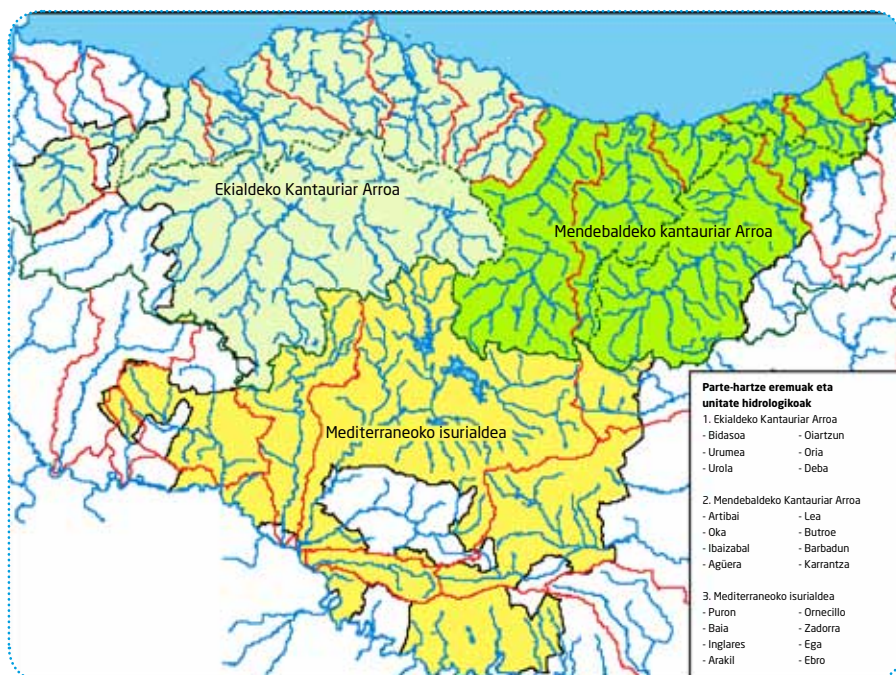 Ekialdeko Kantauriar Arroa
Mendebaldeko kantauriar Arroa
Mediterraneoko isurialdea
Parte-hartze eremuak eta
unitate hidrologikoak
1. Ekialdeko Kantauriar Arroa
- Bidasoa - Oiartzun
- Urumea - Oria
- Urola - Deba
2. Mendebaldeko Kantauriar Arroa
- Artibai - Lea
- Oka - Butroe
- Ibaizabal - Barbadun
- Agüera - Karrantza
3. Mediterraneoko isurialdea
- Puron - Ornecillo
- Baia - Zadorra
- Inglares - Ega
- Arakil - Ebro